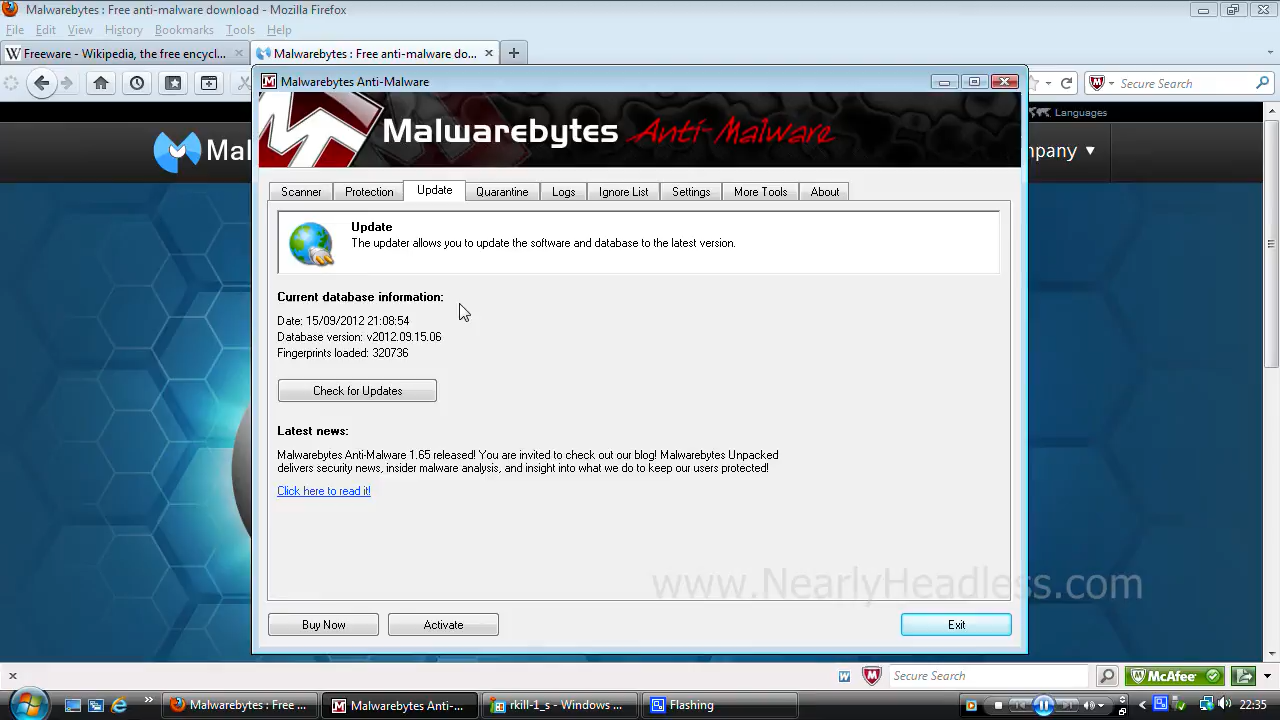 Malwarebytes : Free anti-malware download - Mozilla Firefox
File Edit View History Bookmarks Tools Help
Freeware - Wikipedia, the free encycl... Malwarebytes : Free anti-malware do...
Secure Search
Malwarebytes Anti-Malware
Languages
Mal
Malwarebytes Anti-Malware
mpany
Scanner Protection Update Quarantine Logs Ignore List Settings More Tools About
Update
The updater allows you to update the software and database to the latest version.
Current database information:
Date: 15/09/2012 21:08:54
Database version: v2012.09.15.06
Fingerprints loaded: 320736
Check for Updates
Latest news:
Malwarebytes Anti-Malware 1.65 released! You are invited to check out our blog! Malwarebytes Unpacked
delivers security news, insider malware analysis, and insight into what we do to keep our users protected!
Click here to read it!
www.NearlyHeadless.com
Buy Now Activate Exit
Secure Search McAfee
Malwarebytes : Free ... Malwarebytes Anti-... rkill-1_s - Windows ... Flashing 22:35